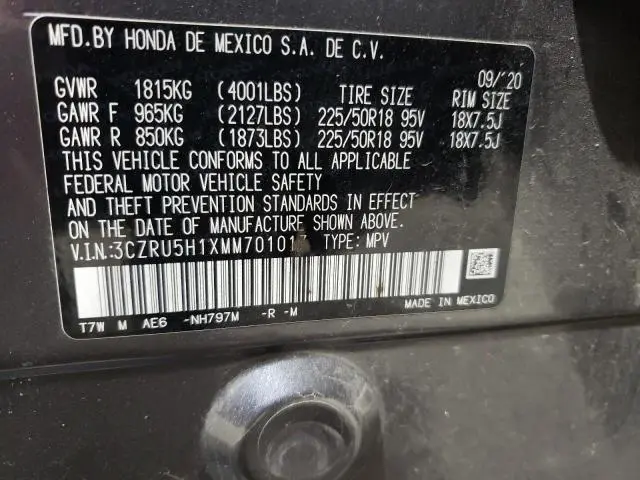 MFD.BY HONDA DE MEXICO S.A. DE C.V.
09/'20
GVWR 1815KG (4001LBS) TIRE SIZE RIM SIZE
GAWR F 965KG (2127LBS) 225/50R18 95V 18X7.5J
GAWR R 850KG (1873LBS) 225/50R18 95V 18X7.5J
THIS VEHICLE CONFORMS TO ALL APPLICABLE
FEDERAL MOTOR VEHICLE SAFETY
AND THEFT PREVENTION STANDARDS IN EFFECT
ON THE DATE OF MANUFACTURE SHOWN ABOVE.
V.I.N.:3CZRU5H1XMM701017 TYPE: MPV
MADE IN MEXICO
T7W M AE6 -NH797M -R -M